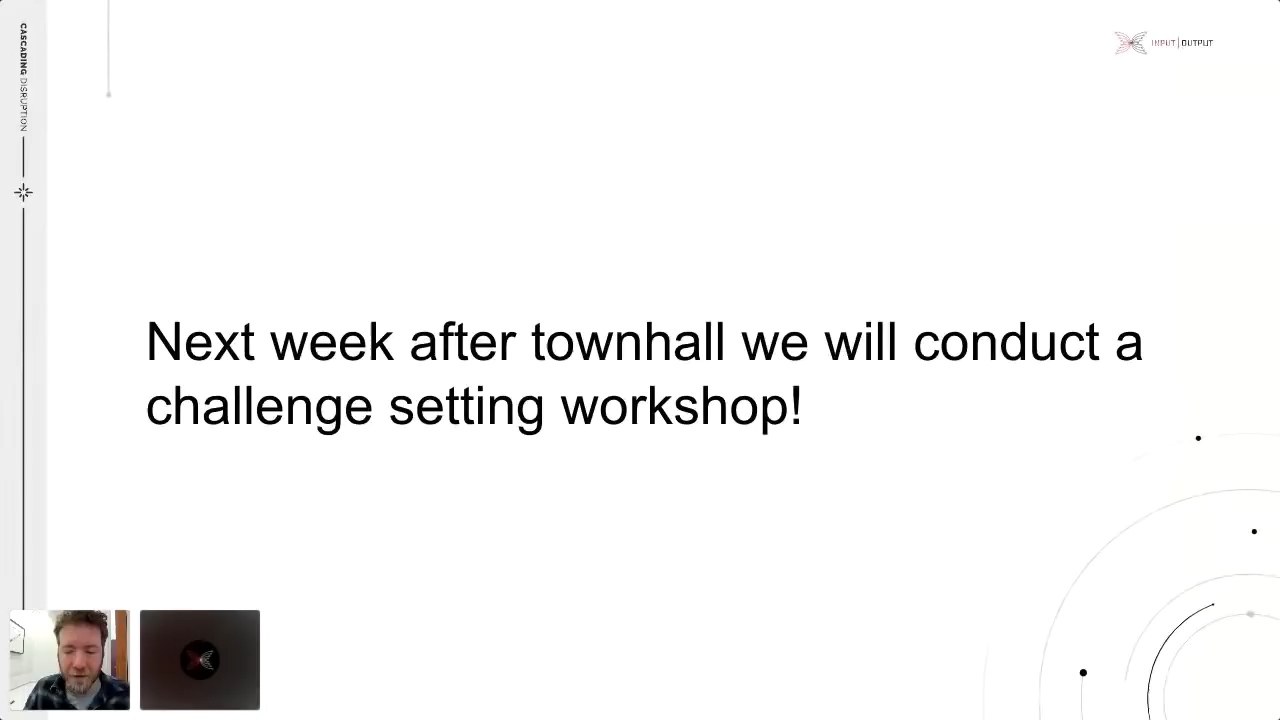 CASCADING DISRUPTION
INPUT | OUTPUT
Next week after townhall we will conduct a
challenge setting workshop!